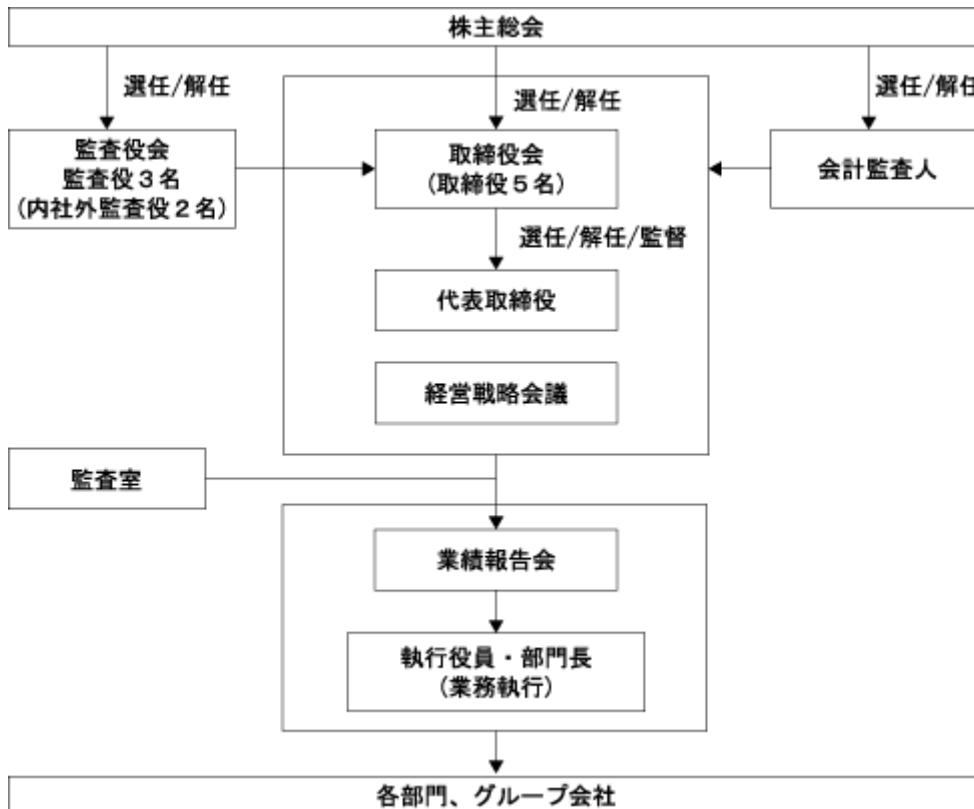 株主総会
選任/解任
選任/解任
選任/解任
監査役会
監査役３名
(内社外監査役２名)
取締役会
(取締役５名)
会計監査人
選任/解任/監督
代表取締役
経営戦略会議
監査室
業績報告会
執行役員・部門長
(業務執行)
各部門、グループ会社